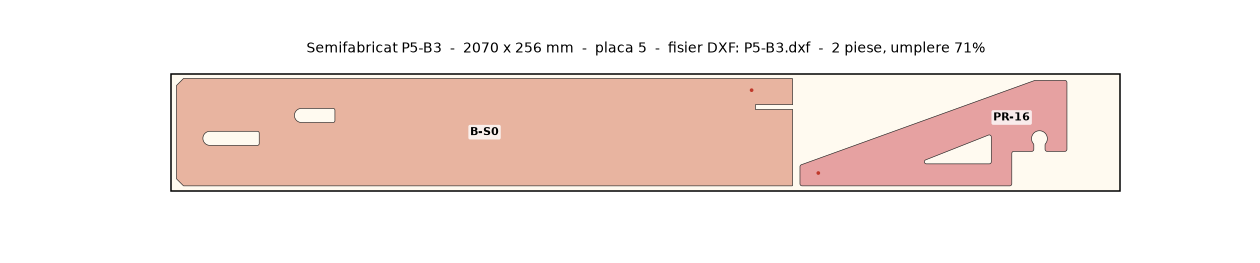 Semifabricat P5-B3 - 2070 x 256 mm - placa 5 - fisier DXF: P5-B3.dxf - 2 piese, umplere 71%
PR-16
B-S0